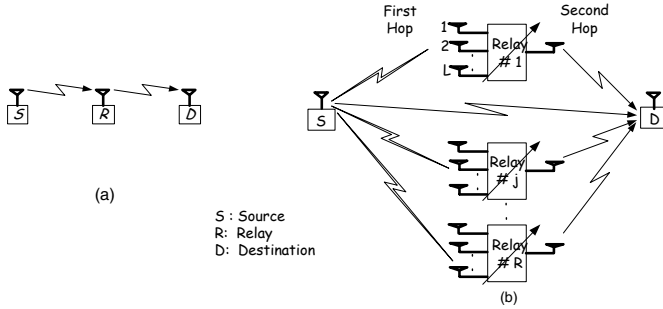 First
Hop
Second
Hop
1
2
L
Relay
# 1
S
R
D
S
D
Relay
# j
(a)
S : Source
R: Relay
D: Destination
Relay
# R
(b)